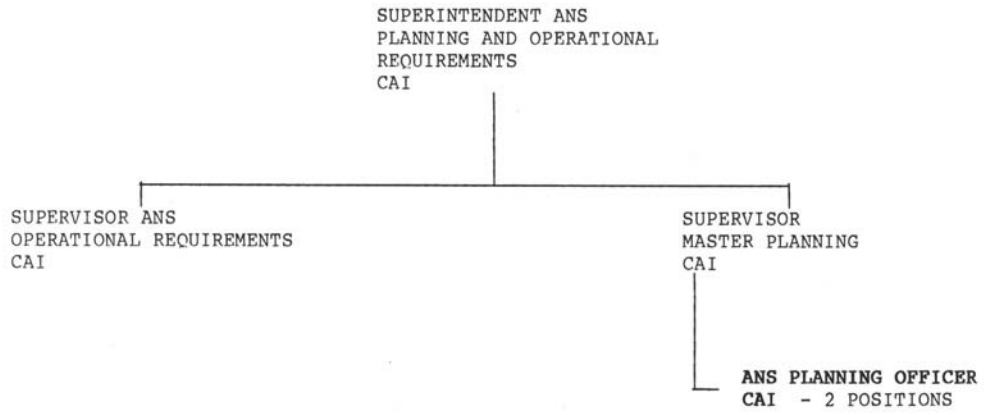 SUPERINTENDENT ANS
PLANNING AND OPERATIONAL
REQUIREMENTS
CAI
SUPERVISOR ANS
OPERATIONAL REQUIREMENTS
CAI
SUPERVISOR
MASTER PLANNING
CAI
ANS PLANNING OFFICER
CAI - 2 POSITIONS